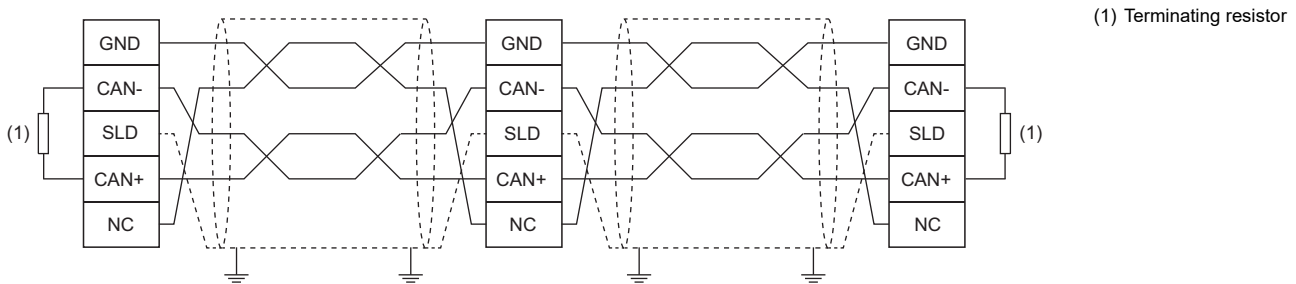 (1) Terminating resistor
GND GND GND
CAN- CAN- CAN-
(1) SLD SLD SLD (1)
CAN+ CAN+ CAN+
NC NC NC